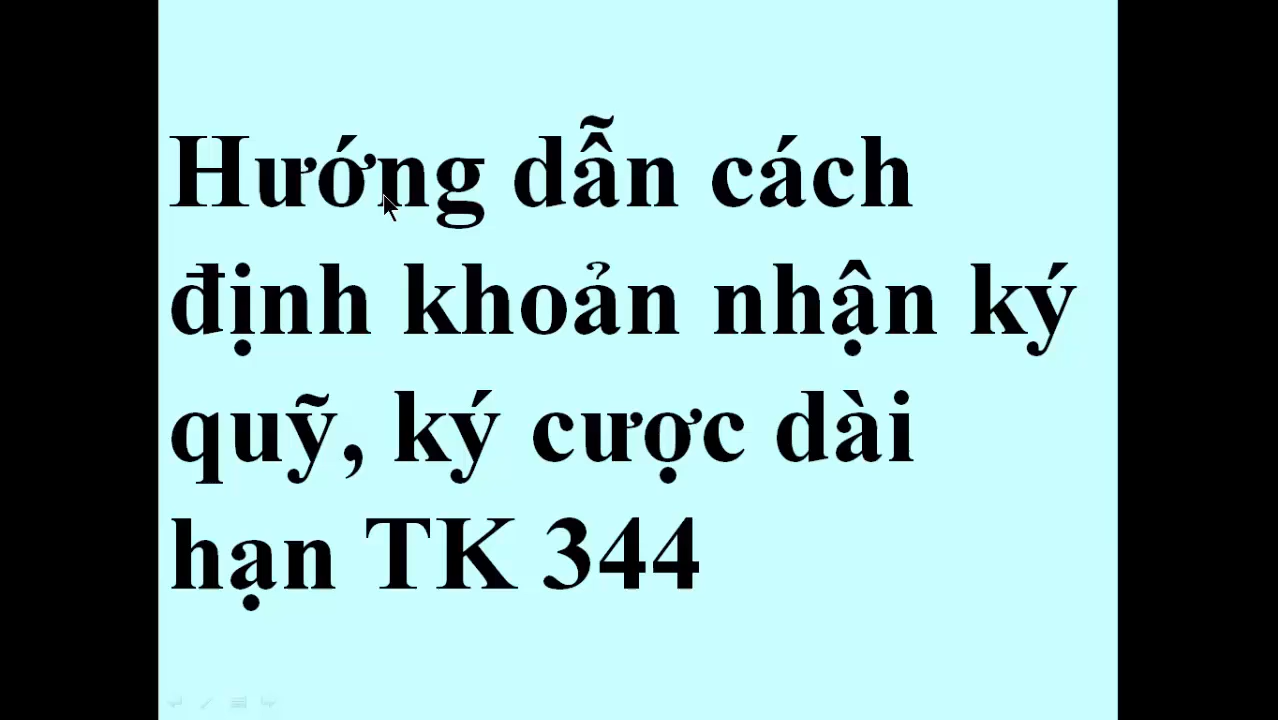 Hướng dẫn cách
định khoản nhận ký
quỹ, ký cược dài
hạn TK 344